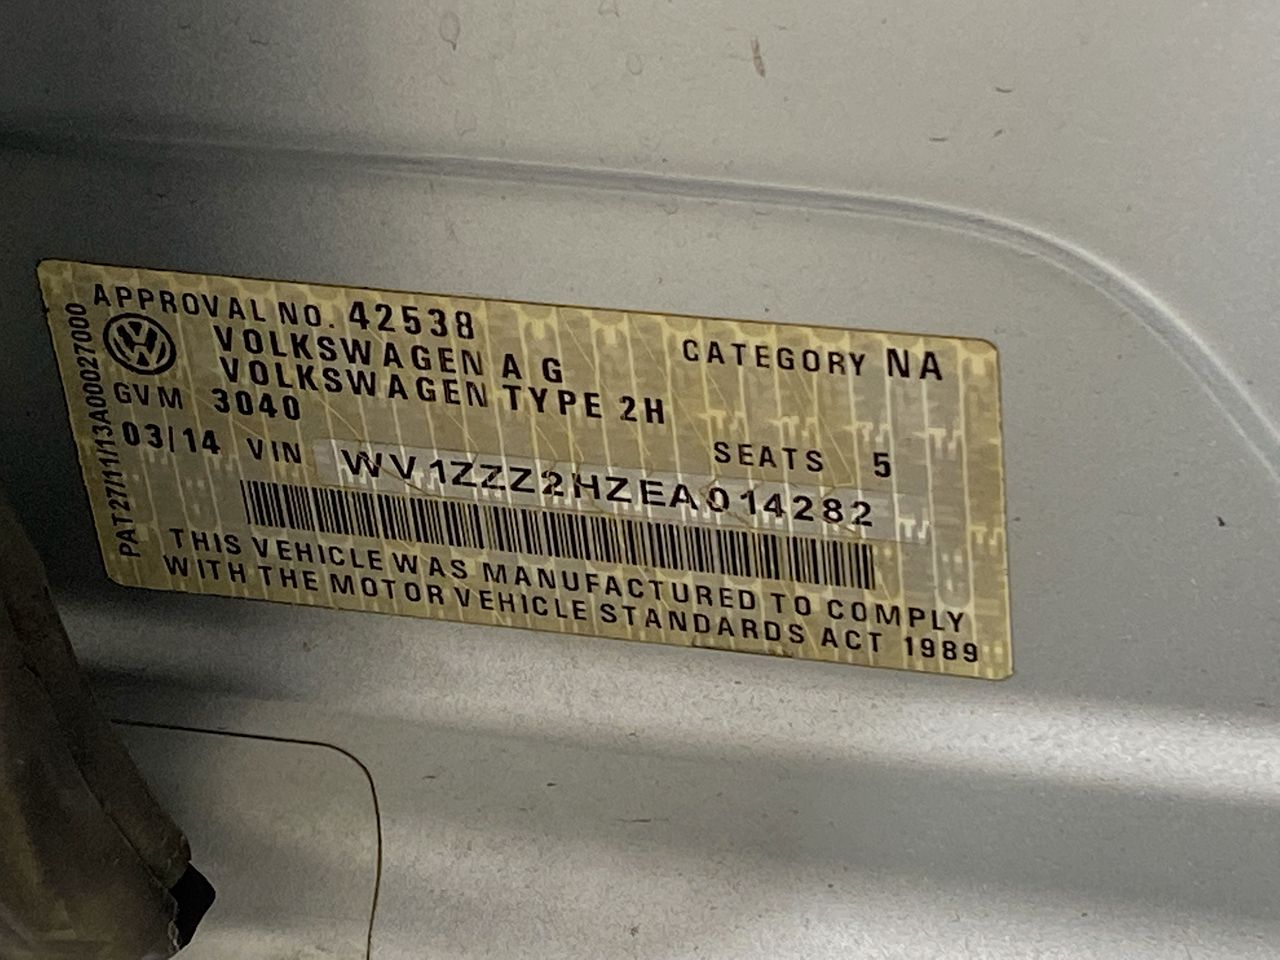 APPROVAL NO. 42538
VOLKSWAGEN A G CATEGORY NA
VOLKSWAGEN TYPE 2H
GVM 3040
03/14 VIN WV1ZZZ2HZEA014282 SEATS 5
THIS VEHICLE WAS MANUFACTURED TO COMPLY
WITH THE MOTOR VEHICLE STANDARDS ACT 1989
PAT27/11/13A000227000